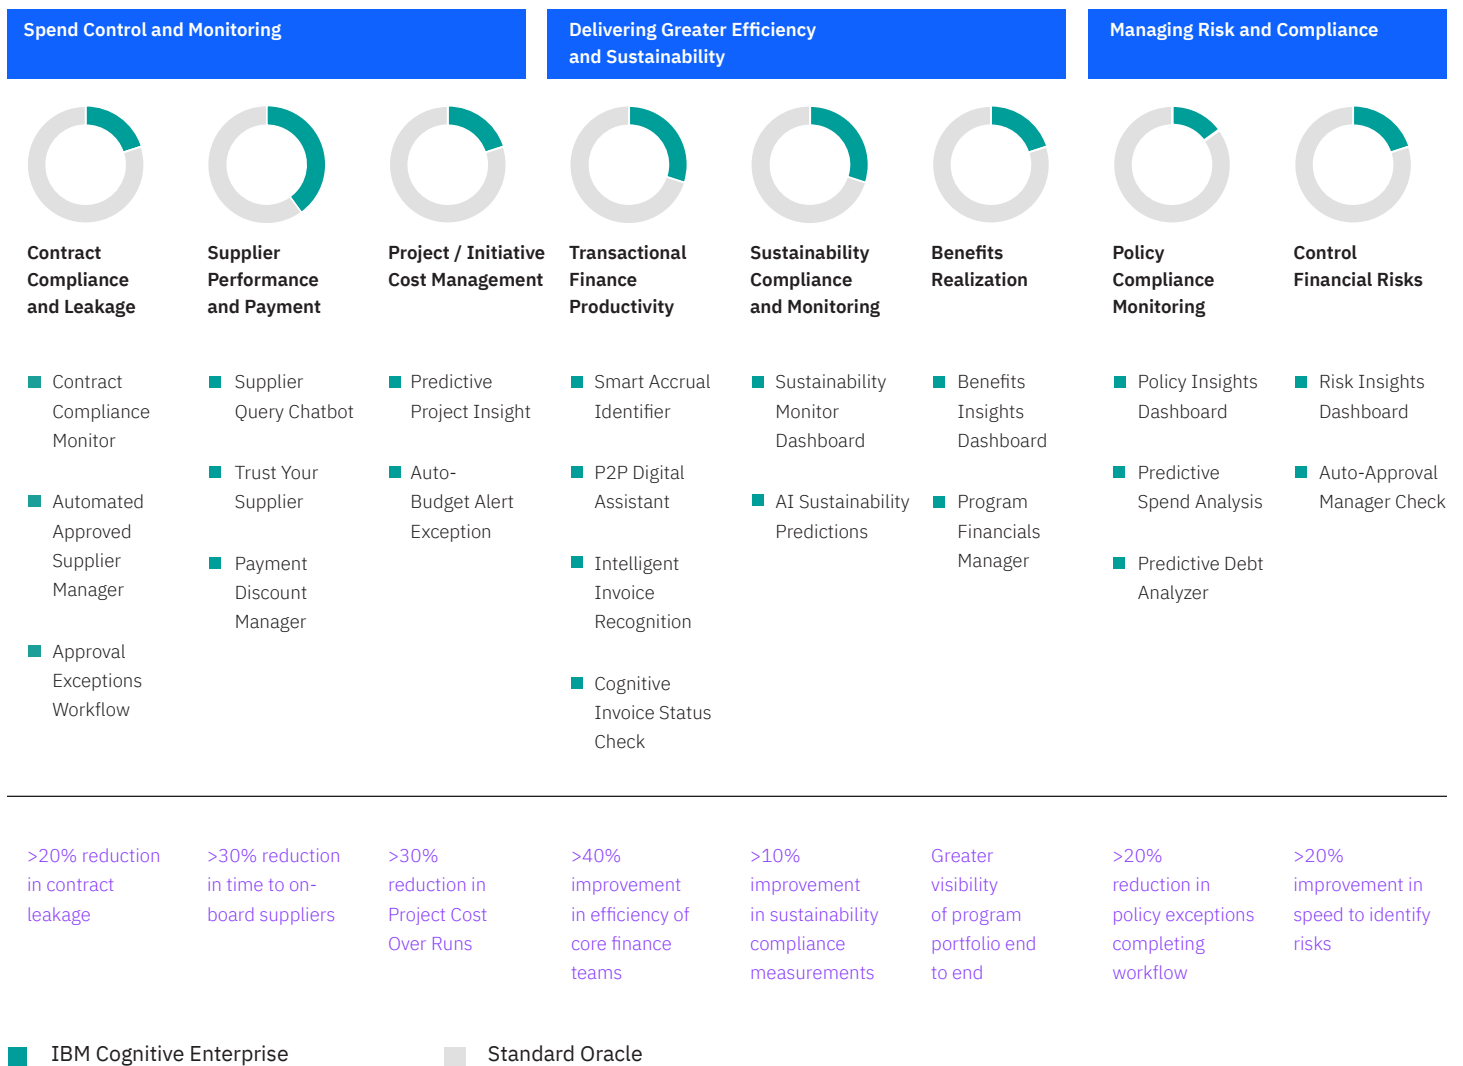 Spend Control and Monitoring
Delivering Greater Efficiency
and Sustainability
Managing Risk and Compliance
Contract
Compliance
and Leakage
Supplier
Performance
and Payment
Project / Initiative
Cost Management
Transactional
Finance
Productivity
Sustainability
Compliance
and Monitoring
Benefits
Realization
Policy
Compliance
Monitoring
Control
Financial Risks
Contract
Compliance
Monitor
Automated
Approved
Supplier
Manager
Approval
Exceptions
Workflow
Supplier
Query Chatbot
Trust Your
Supplier
Payment
Discount
Manager
Predictive
Project Insight
Auto-
Budget Alert
Exception
Smart Accrual
Identifier
P2P Digital
Assistant
Intelligent
Invoice
Recognition
Cognitive
Invoice Status
Check
Sustainability
Monitor
Dashboard
AI Sustainability
Predictions
Benefits
Insights
Dashboard
Program
Financials
Manager
Policy Insights
Dashboard
Predictive
Spend Analysis
Predictive Debt
Analyzer
Risk Insights
Dashboard
Auto-Approval
Manager Check
>20% reduction
in contract
leakage
>30% reduction
in time to on-
board suppliers
>30%
reduction in
Project Cost
Over Runs
>40%
improvement
in efficiency of
core finance
teams
>10%
improvement
in sustainability
compliance
measurements
Greater
visibility
of program
portfolio end
to end
>20%
reduction in
policy exceptions
completing
workflow
>20%
improvement in
speed to identify
risks
IBM Cognitive Enterprise
Standard Oracle